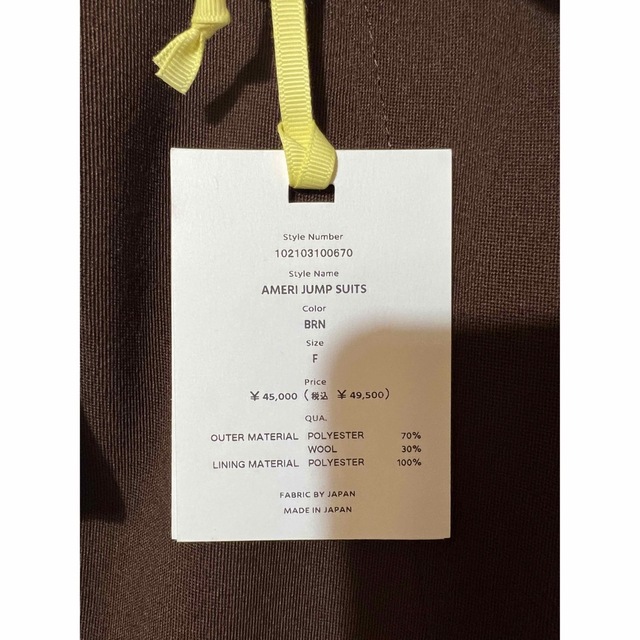 Style Number
102103100670
Style Name
AMERI JUMP SUITS
Color
BRN
Size
F
Price
¥45,000（税込 ¥49,500）
QUA.
OUTER MATERIAL POLYESTER 70%
WOOL 30%
LINING MATERIAL POLYESTER 100%
FABRIC BY JAPAN
MADE IN JAPAN